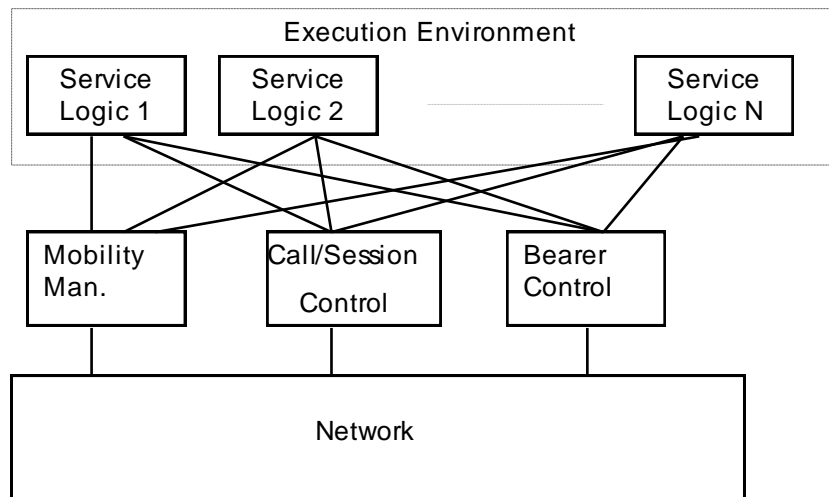 Execution Environment
Service
Logic 1
Service
Logic 2
Service
Logic N
Mobility
Man.
Call/Session
Control
Bearer
Control
Network